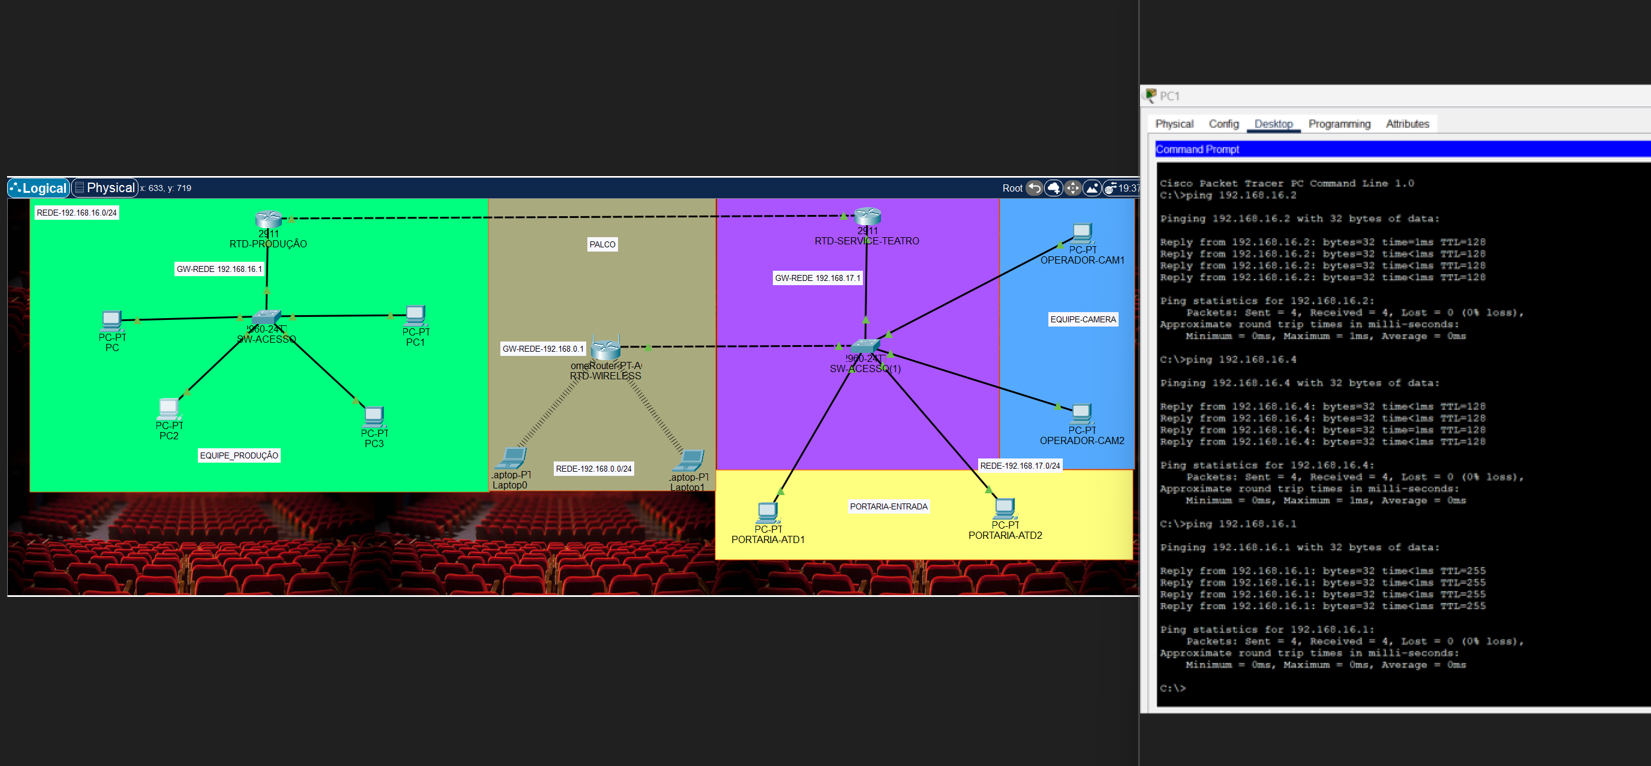 Logical
Physical
x: 633, y: 719
Root
REDE-192.168.16.0/24
2911
RTD-PRODUÇÃO
GW-REDE 192.168.16.1
PC-PT
PC
SW-ACESSO
PC-PT
PC1
PC-PT
PC2
PC-PT
PC3
EQUIPE_PRODUÇÃO
PALCO
GW-REDE-192.168.0.1
RTD-WIRELESS
Laptop0
REDE-192.168.0.0/24
Laptop1
2911
RTD-SERVICE-TEATRO
GW-REDE 192.168.17.1
SW-ACESSO(1)
PC-PT
OPERADOR-CAM1
EQUIPE-CAMERA
PC-PT
OPERADOR-CAM2
REDE-192.168.17.0/24
PORTARIA-ENTRADA
PC-PT
PORTARIA-ATD1
PC-PT
PORTARIA-ATD2
PC1
Physical Config Desktop Programming Attributes
Command Prompt
Cisco Packet Tracer PC Command Line 1.0
C:\>ping 192.168.16.2
Pinging 192.168.16.2 with 32 bytes of data:
Reply from 192.168.16.2: bytes=32 time=1ms TTL=128
Reply from 192.168.16.2: bytes=32 time<1ms TTL=128
Reply from 192.168.16.2: bytes=32 time<1ms TTL=128
Reply from 192.168.16.2: bytes=32 time<1ms TTL=128
Ping statistics for 192.168.16.2:
Packets: Sent = 4, Received = 4, Lost = 0 (0% loss),
Approximate round trip times in milli-seconds:
Minimum = 0ms, Maximum = 1ms, Average = 0ms
C:\>ping 192.168.16.4
Pinging 192.168.16.4 with 32 bytes of data:
Reply from 192.168.16.4: bytes=32 time=1ms TTL=128
Reply from 192.168.16.4: bytes=32 time<1ms TTL=128
Reply from 192.168.16.4: bytes=32 time<1ms TTL=128
Reply from 192.168.16.4: bytes=32 time<1ms TTL=128
Ping statistics for 192.168.16.4:
Packets: Sent = 4, Received = 4, Lost = 0 (0% loss),
Approximate round trip times in milli-seconds:
Minimum = 0ms, Maximum = 1ms, Average = 0ms
C:\>ping 192.168.16.1
Pinging 192.168.16.1 with 32 bytes of data:
Reply from 192.168.16.1: bytes=32 time<1ms TTL=255
Reply from 192.168.16.1: bytes=32 time<1ms TTL=255
Reply from 192.168.16.1: bytes=32 time<1ms TTL=255
Reply from 192.168.16.1: bytes=32 time<1ms TTL=255
Ping statistics for 192.168.16.1:
Packets: Sent = 4, Received = 4, Lost = 0 (0% loss),
Approximate round trip times in milli-seconds:
Minimum = 0ms, Maximum = 0ms, Average = 0ms
C:\>